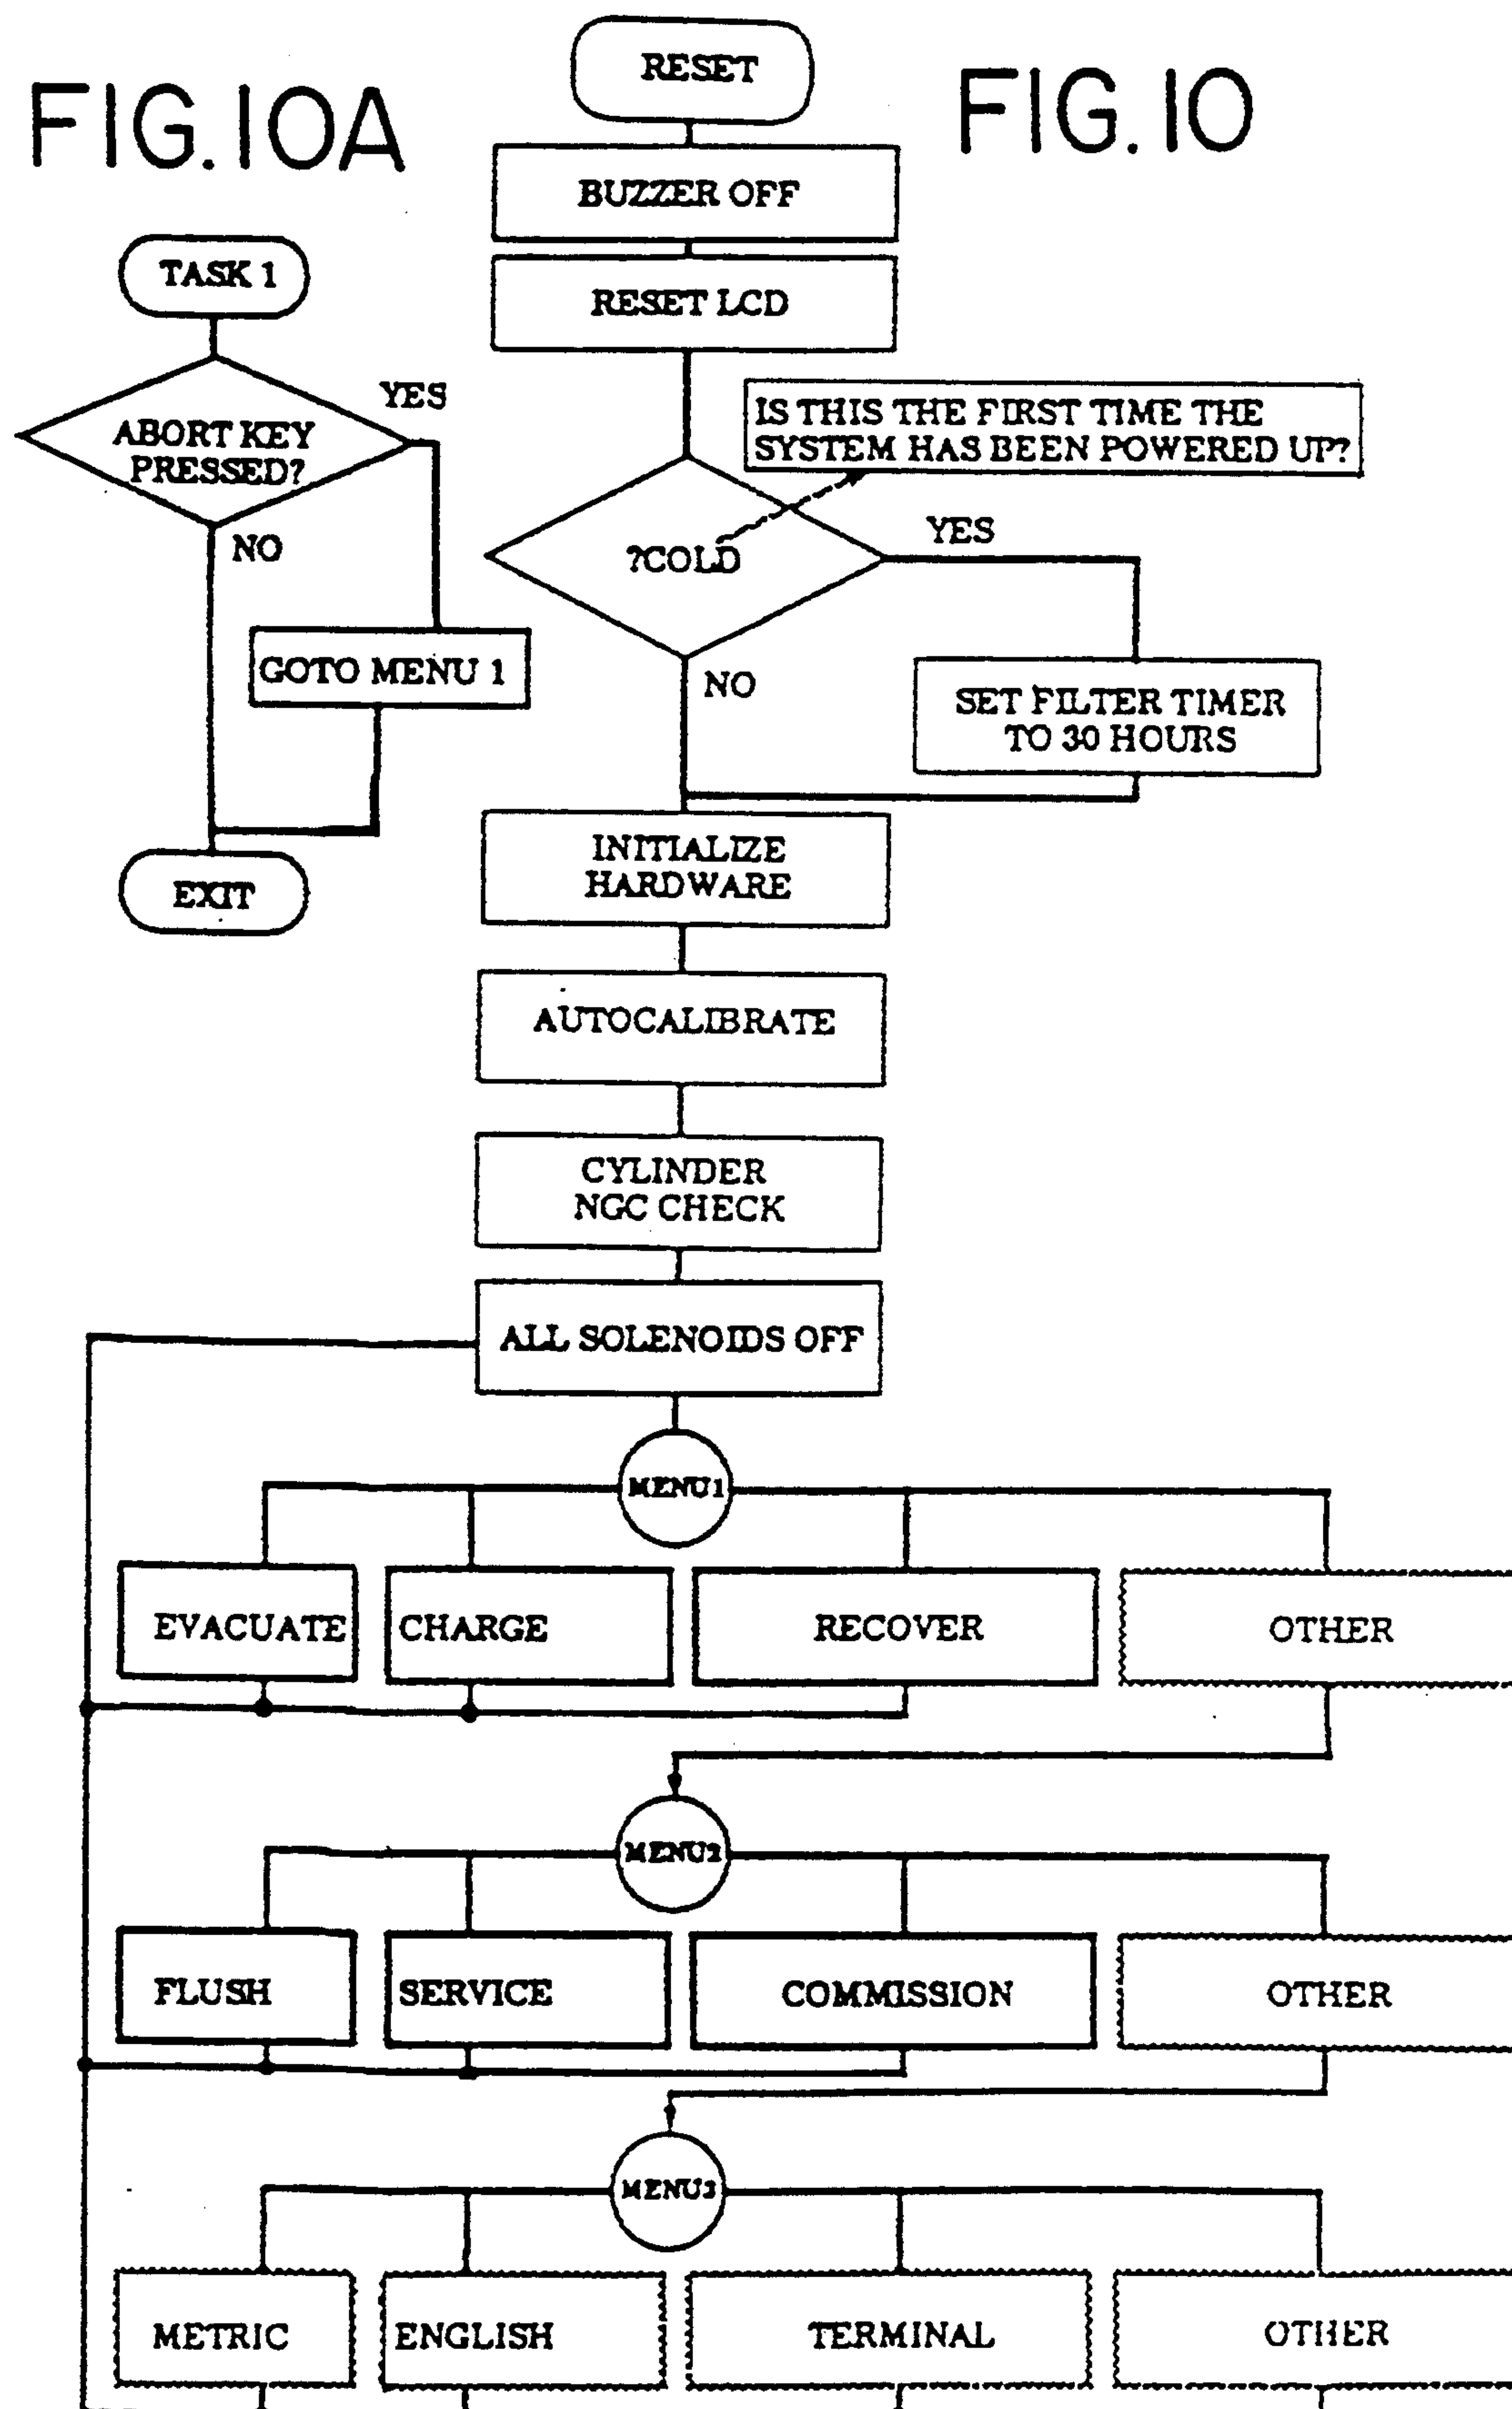 FIG.10A
FIG.10
RESET
BUZZER OFF
RESET LCD
TASK 1
ABORT KEY
PRESSED?
YES
NO
GOTO MENU 1
EXIT
IS THIS THE FIRST TIME THE
SYSTEM HAS BEEN POWERED UP?
?COLD
YES
NO
SET FILTER TIMER
TO 30 HOURS
INITIALIZE
HARDWARE
AUTOCALIBRATE
CYLINDER
NGC CHECK
ALL SOLENOIDS OFF
MENU1
EVACUATE
CHARGE
RECOVER
OTHER
MENU2
FLUSH
SERVICE
COMMISSION
OTHER
MENU3
METRIC
ENGLISH
TERMINAL
OTHER